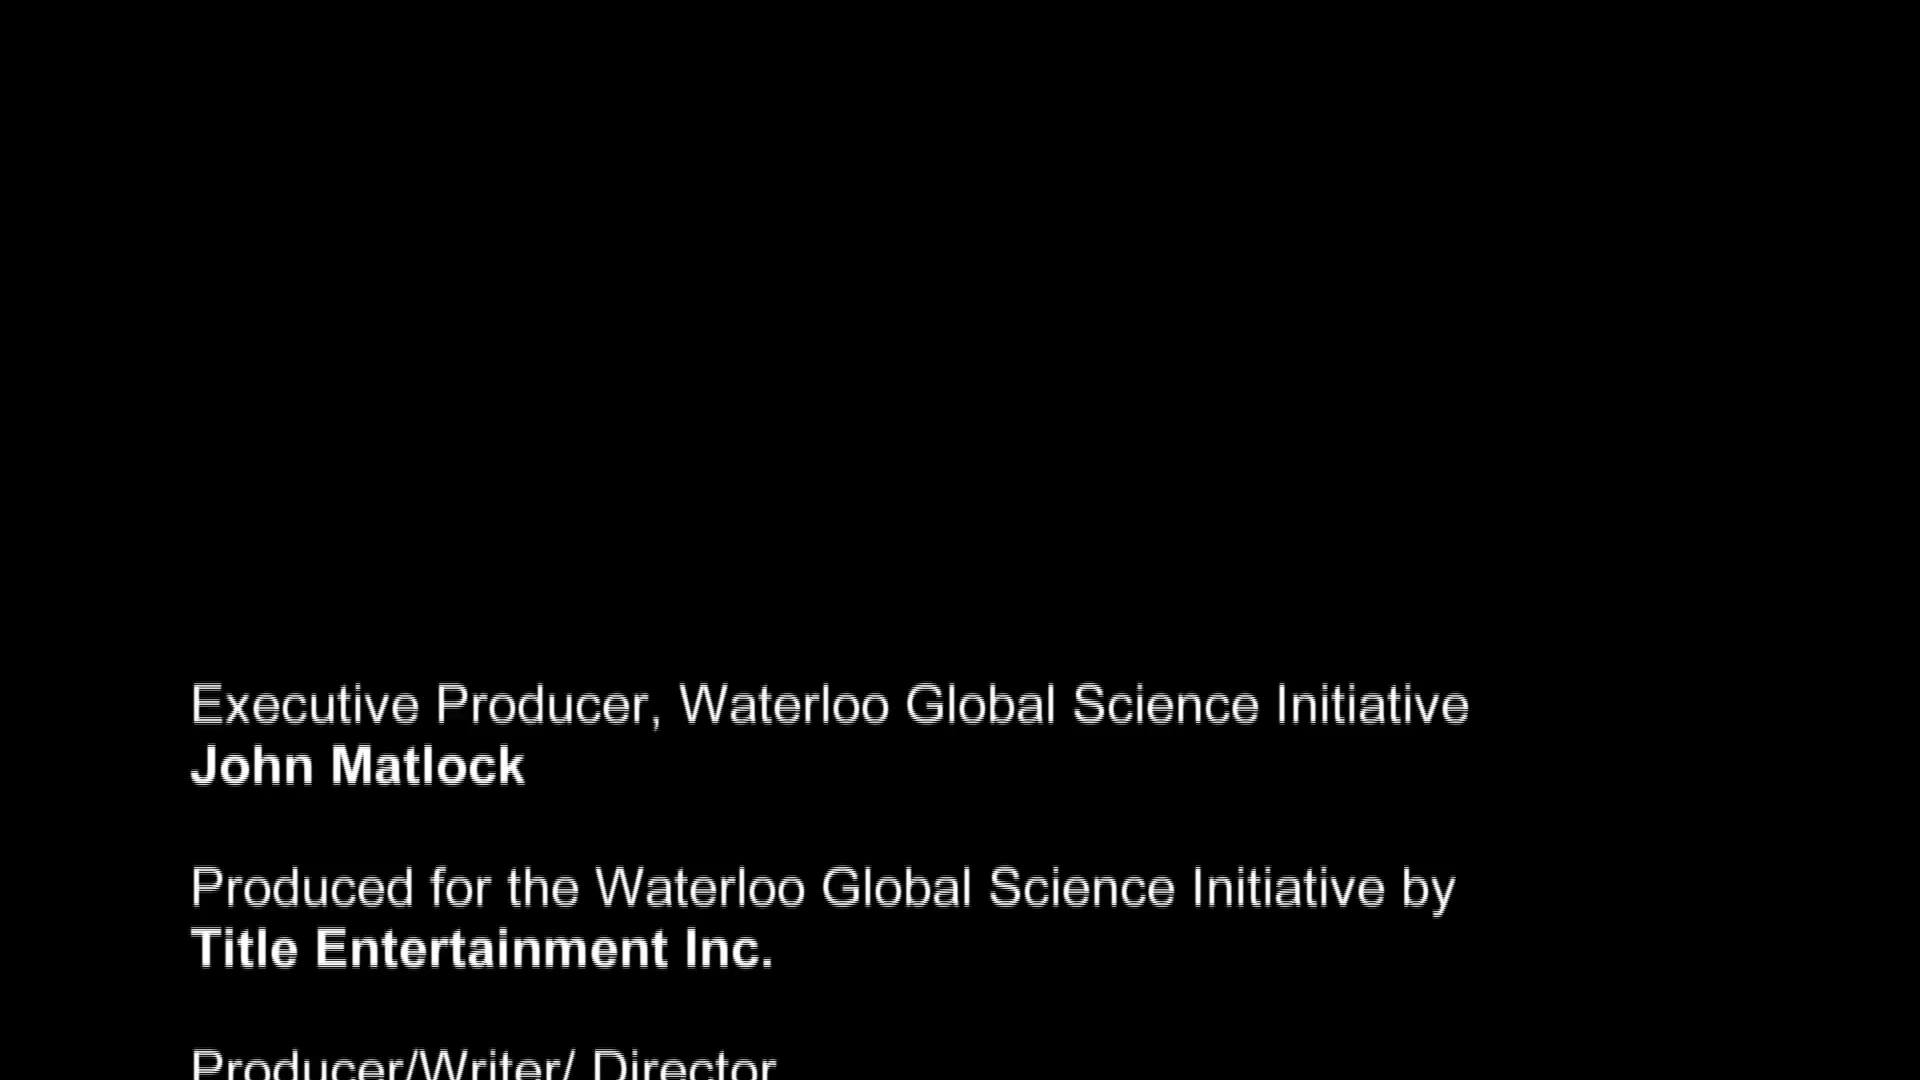 Executive Producer, Waterloo Global Science Initiative
John Matlock
Produced for the Waterloo Global Science Initiative by
Title Entertainment Inc.
Producer/Writer/ Director